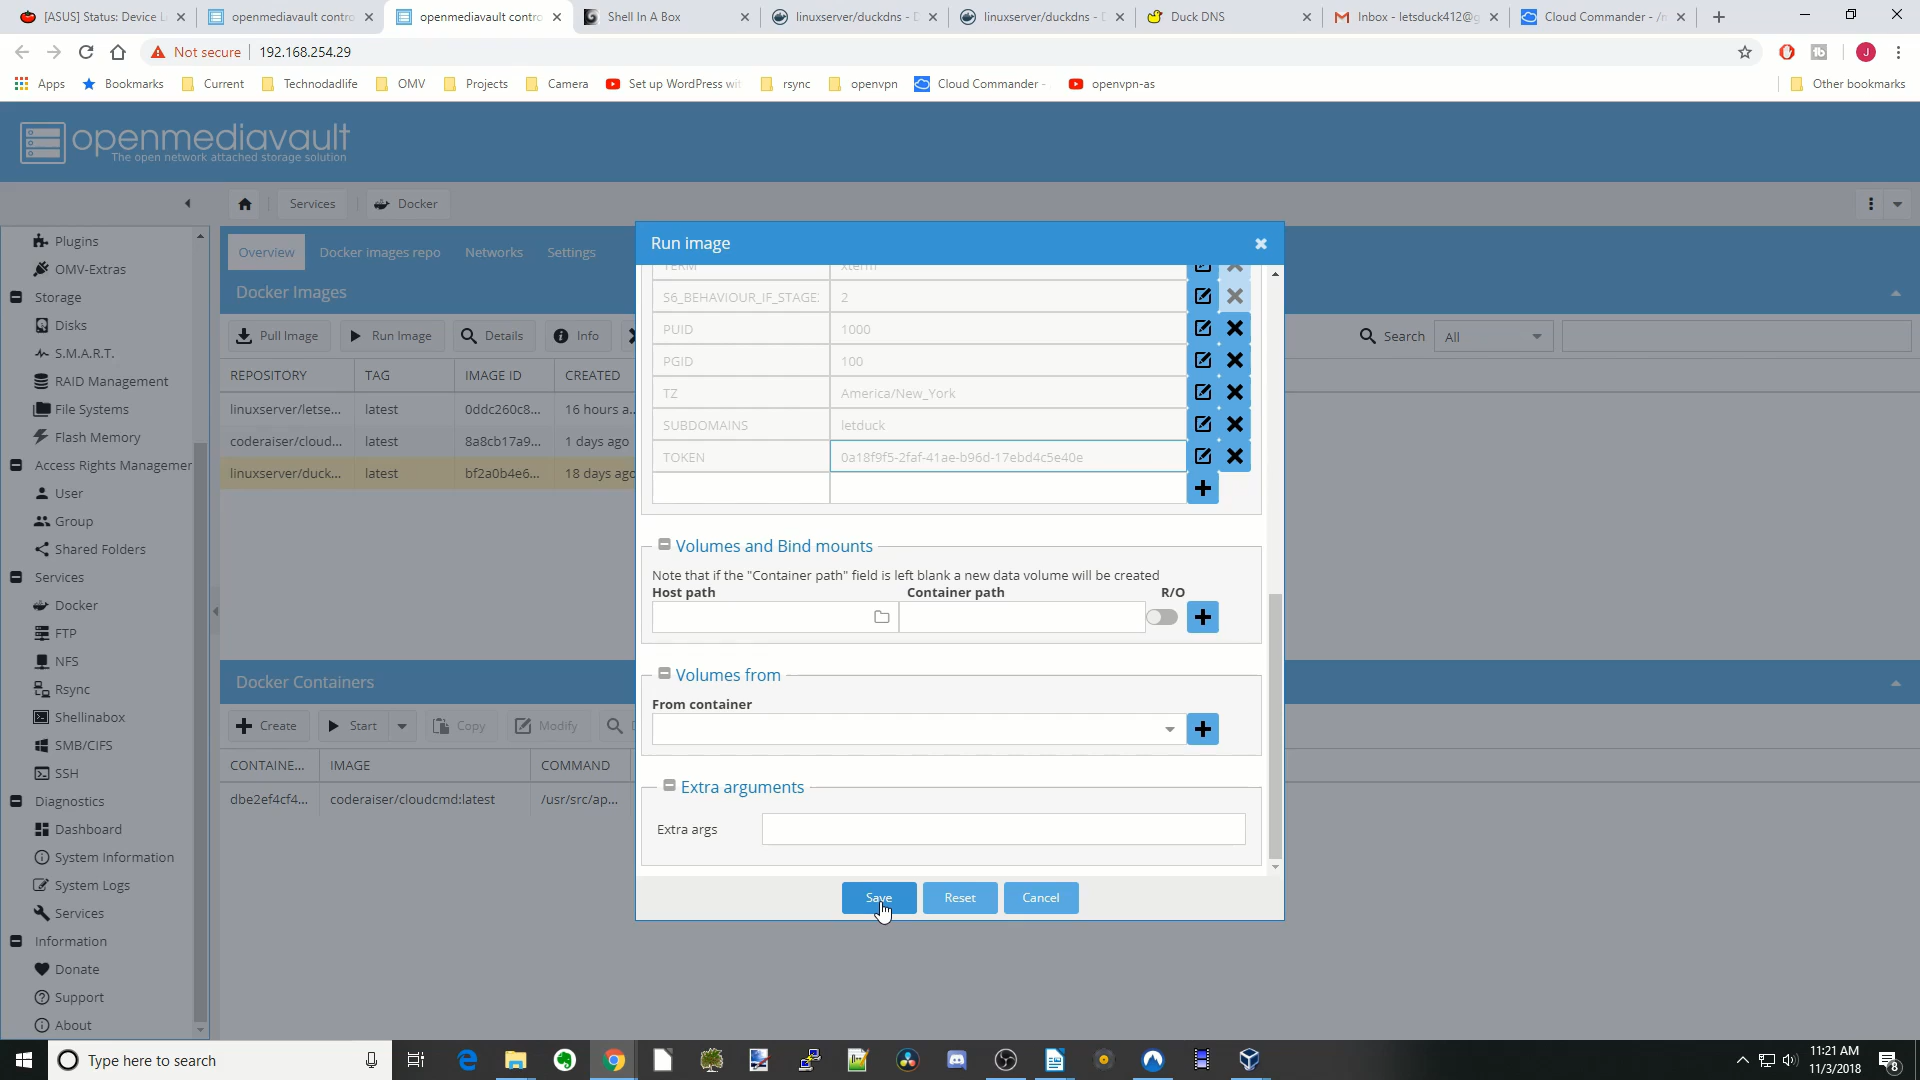 [ASUS] Status: Device L
openmediavault contro
openmediavault contro
Shell In A Box
linuxserver/duckdns - D
linuxserver/duckdns - D
Duck DNS
Inbox - letsduck412@g
Cloud Commander - /n
Not secure
192.168.254.29
J
Apps
Bookmarks
Current
Technodadlife
OMV
Projects
Camera
Set up WordPress wit
rsync
openvpn
Cloud Commander -
openvpn-as
Other bookmarks
openmediavault
The open network attached storage solution
Services
Docker
Plugins
OMV-Extras
Storage
Disks
S.M.A.R.T.
RAID Management
File Systems
Flash Memory
Access Rights Managemer
User
Group
Shared Folders
Services
Docker
FTP
NFS
Rsync
Shellinabox
SMB/CIFS
SSH
Diagnostics
Dashboard
System Information
System Logs
Services
Information
Donate
Support
About
Overview
Docker images repo
Networks
Settings
Docker Images
Pull Image
Run Image
Details
Info
Search
All
REPOSITORY
TAG
IMAGE ID
CREATED
linuxserver/letse...
latest
0ddc260c8...
16 hours a...
coderaiser/cloud...
latest
8a8cb17a9...
1 days ago
linuxserver/duck...
latest
bf2a0b4e6...
18 days ago
Docker Containers
Create
Start
Copy
Modify
CONTAINE...
IMAGE
COMMAND
dbe2ef4cf4...
coderaiser/cloudcmd:latest
/usr/src/ap...
Run image
TERM
xterm
S6_BEHAVIOUR_IF_STAGE2
2
PUID
1000
PGID
100
TZ
America/New_York
SUBDOMAINS
letduck
TOKEN
0a18f9f5-2faf-41ae-b96d-17ebd4c5e40e
Volumes and Bind mounts
Note that if the "Container path" field is left blank a new data volume will be created
Host path
Container path
R/O
Volumes from
From container
Extra arguments
Extra args
Save
Reset
Cancel
Type here to search
11:21 AM
11/3/2018
8